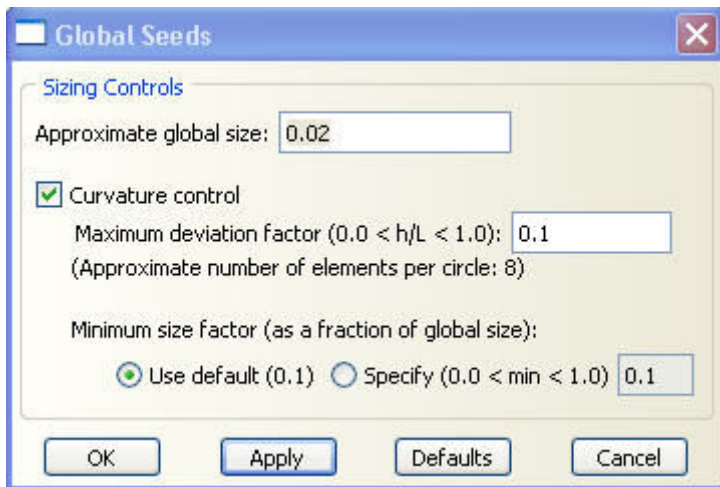 Global Seeds
Sizing Controls
Approximate global size: 0.02
Curvature control
Maximum deviation factor (0.0 < h/L < 1.0): 0.1
(Approximate number of elements per circle: 8)
Minimum size factor (as a fraction of global size):
Use default (0.1) Specify (0.0 < min < 1.0) 0.1
OK Apply Defaults Cancel